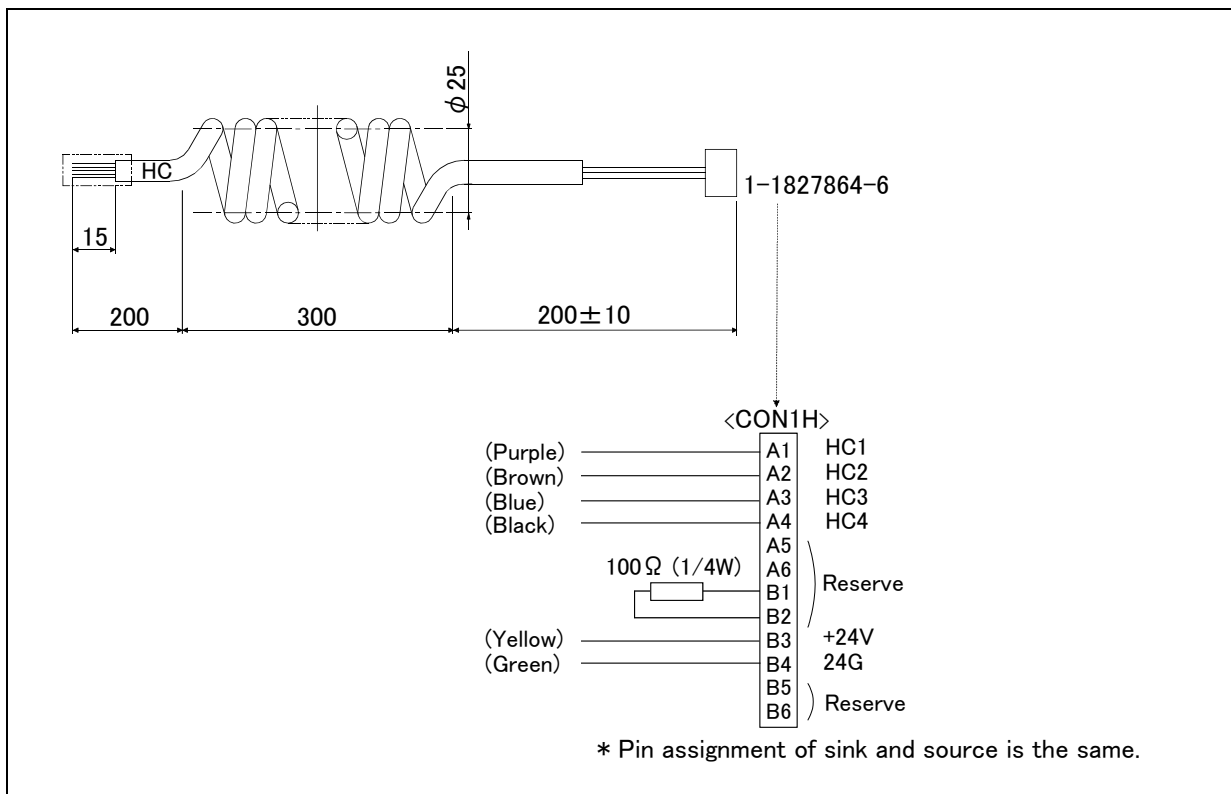 φ25
HC
1-1827864-6
15
200
300
200±10
<CON1H>
(Purple) A1 HC1
(Brown) A2 HC2
(Blue) A3 HC3
(Black) A4 HC4
A5
100Ω (1/4W) A6
Reserve
B1
B2
(Yellow) B3 +24V
(Green) B4 24G
B5
Reserve
B6
* Pin assignment of sink and source is the same.